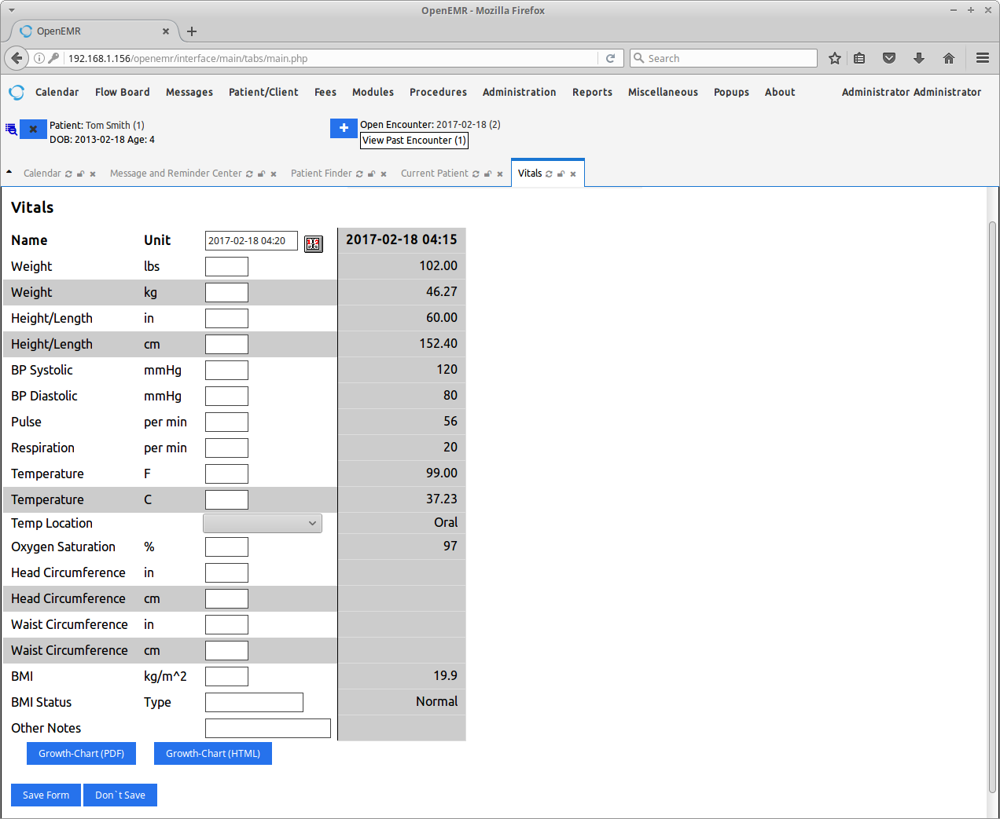 OpenEMR - Mozilla Firefox
OpenEMR
192.168.1.156/openemr/interface/main/tabs/main.php
Search
Calendar Flow Board Messages Patient/Client Fees Modules Procedures Administration Reports Miscellaneous Popups About Administrator Administrator
Patient: Tom Smith (1)
DOB: 2013-02-18 Age: 4
Open Encounter: 2017-02-18 (2)
View Past Encounter (1)
Calendar Message and Reminder Center Patient Finder Current Patient Vitals
Vitals
Name Unit 2017-02-18 04:20 2017-02-18 04:15
Weight lbs 102.00
Weight kg 46.27
Height/Length in 60.00
Height/Length cm 152.40
BP Systolic mmHg 120
BP Diastolic mmHg 80
Pulse per min 56
Respiration per min 20
Temperature F 99.00
Temperature C 37.23
Temp Location Oral
Oxygen Saturation % 97
Head Circumference in
Head Circumference cm
Waist Circumference in
Waist Circumference cm
BMI kg/m^2 19.9
BMI Status Type Normal
Other Notes
Growth-Chart (PDF) Growth-Chart (HTML)
Save Form Don`t Save